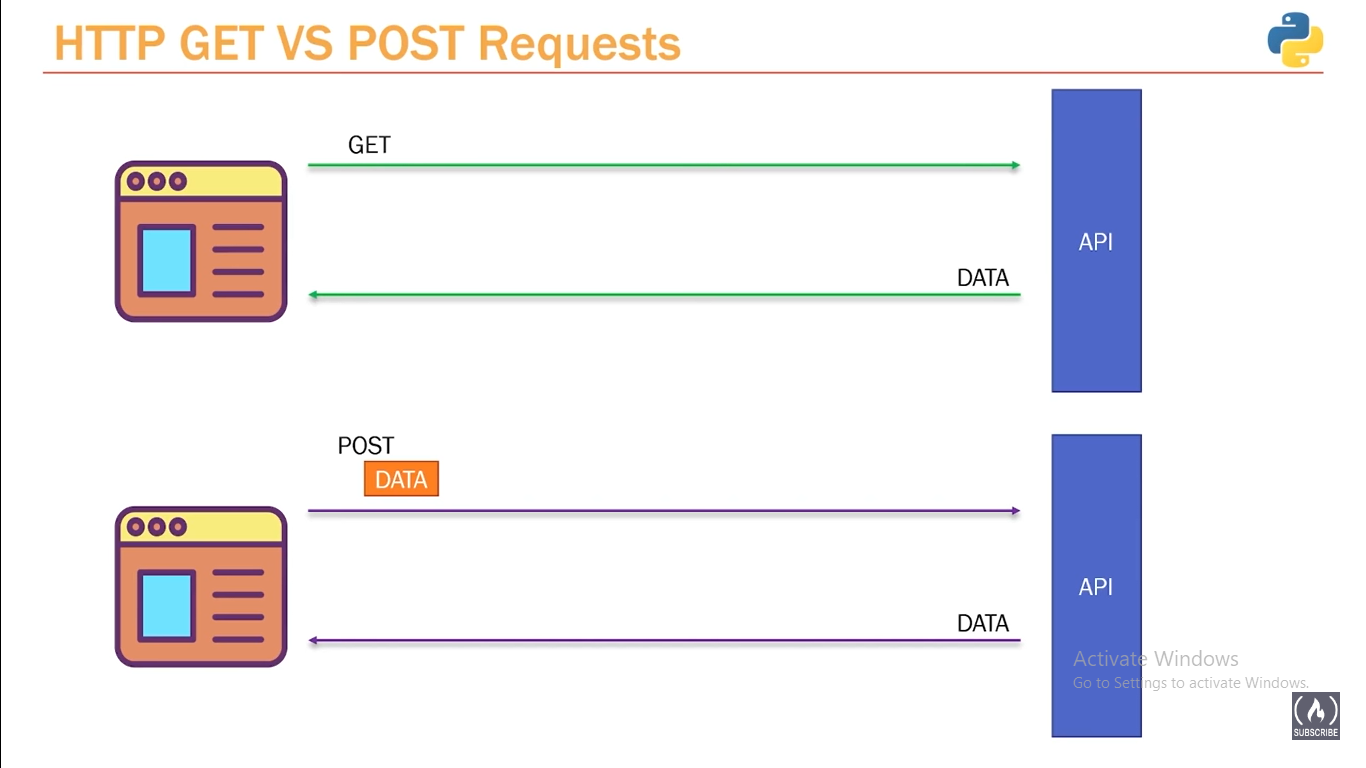 HTTP GET VS POST Requests
GET
API
DATA
POST
DATA
API
DATA
Activate Windows
Go to Settings to activate Windows.
SUBSCRIBE